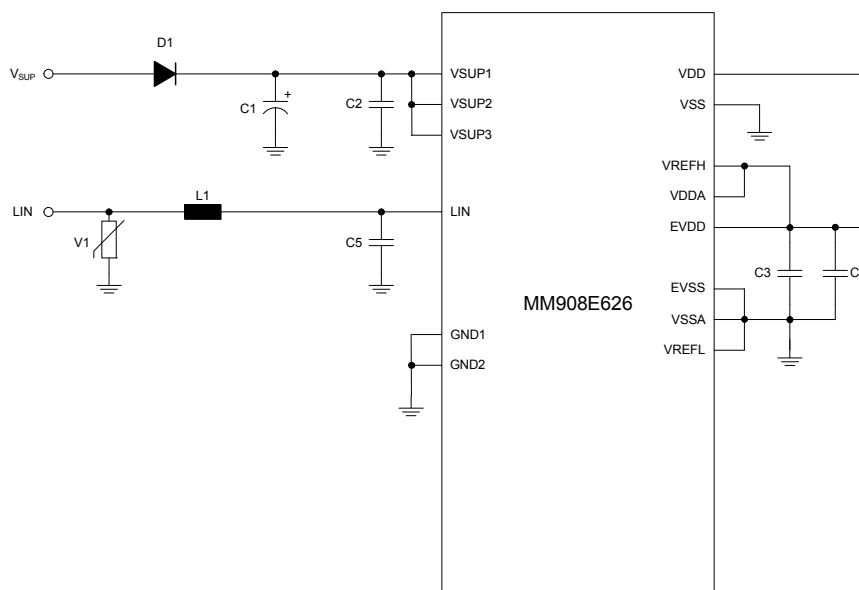 D1
VSUP
C1
+
C2
VSUP1
VSUP2
VSUP3
VDD
VSS
VREFH
VDDA
EVDD
LIN
L1
LIN
V1
C5
C3
EVSS
VSSA
VREFL
MM908E626
GND1
GND2